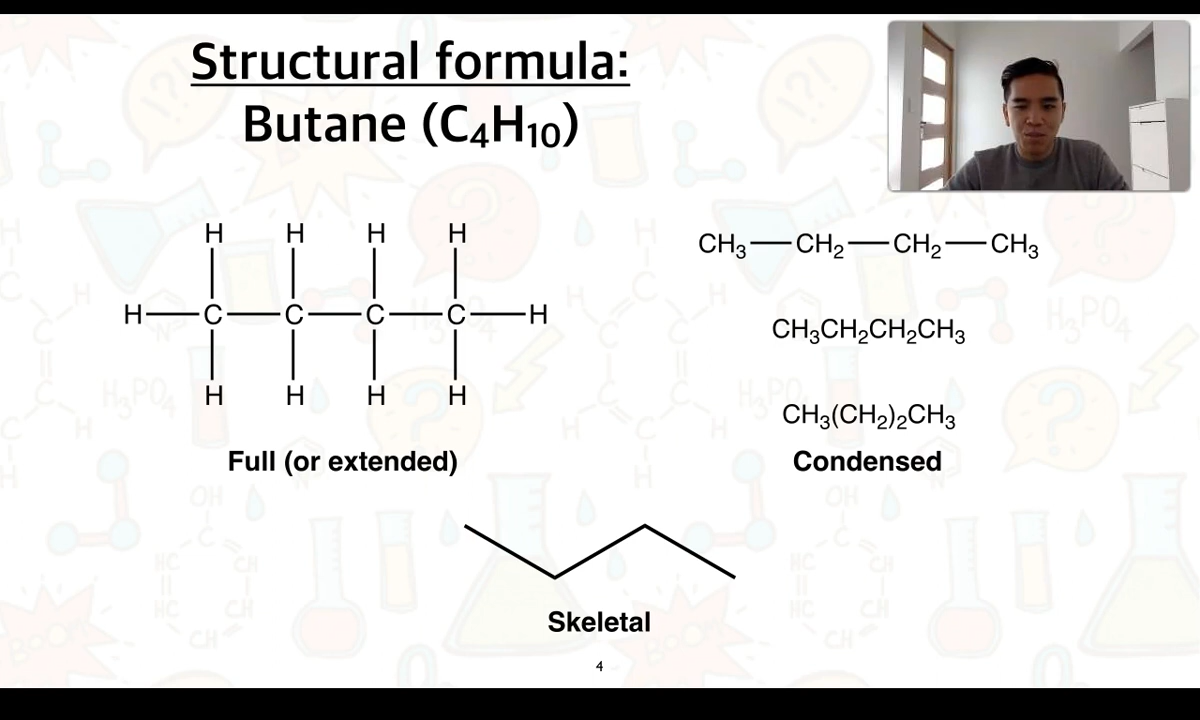 Structural formula:
Butane (C₄H₁₀)
H H H H
H—C—C—C—C—H
H H H H
Full (or extended)
CH₃—CH₂—CH₂—CH₃
CH₃CH₂CH₂CH₃
CH₃(CH₂)₂CH₃
Condensed
Skeletal
4